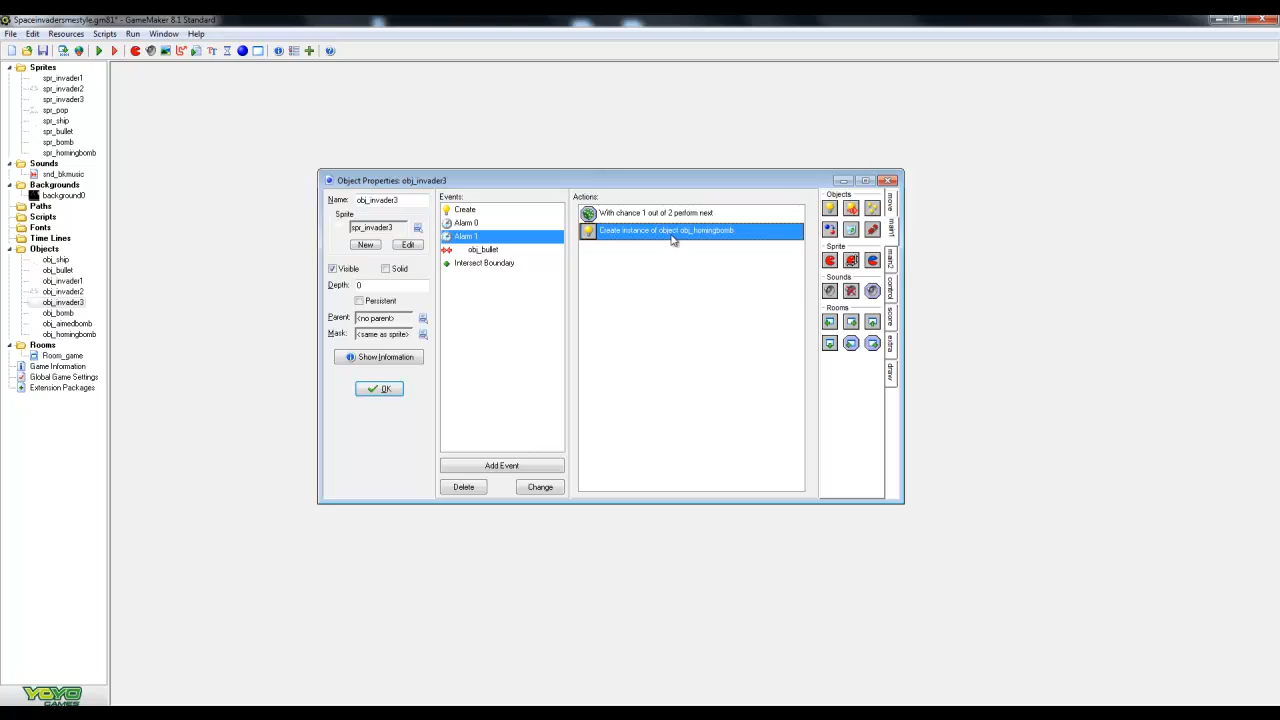 Spaceinvadersmestyle.gm81* - GameMaker 8.1 Standard
File Edit Resources Scripts Run Window Help
Sprites
spr_invader1
spr_invader2
spr_invader3
spr_pop
spr_ship
spr_bullet
spr_bomb
spr_homingbomb
Sounds
snd_bkmusic
Backgrounds
background0
Paths
Scripts
Fonts
Time Lines
Objects
obj_ship
obj_bullet
obj_invader1
obj_invader2
obj_invader3
obj_bomb
obj_aimedbomb
obj_homingbomb
Rooms
Room_game
Game Information
Global Game Settings
Extension Packages
YOYO
GAMES
Object Properties: obj_invader3
Name: obj_invader3
Sprite
spr_invader3
New Edit
Visible Solid
Depth: 0
Persistent
Parent: <no parent>
Mask: <same as sprite>
Show Information
OK
Events:
Create
Alarm 0
Alarm 1
obj_bullet
Intersect Boundary
Add Event
Delete Change
Actions:
With chance 1 out of 2 perform next
Create instance of object obj_homingbomb
Objects
Sprite
Sounds
Rooms
move
main1
main2
control
score
extra
draw